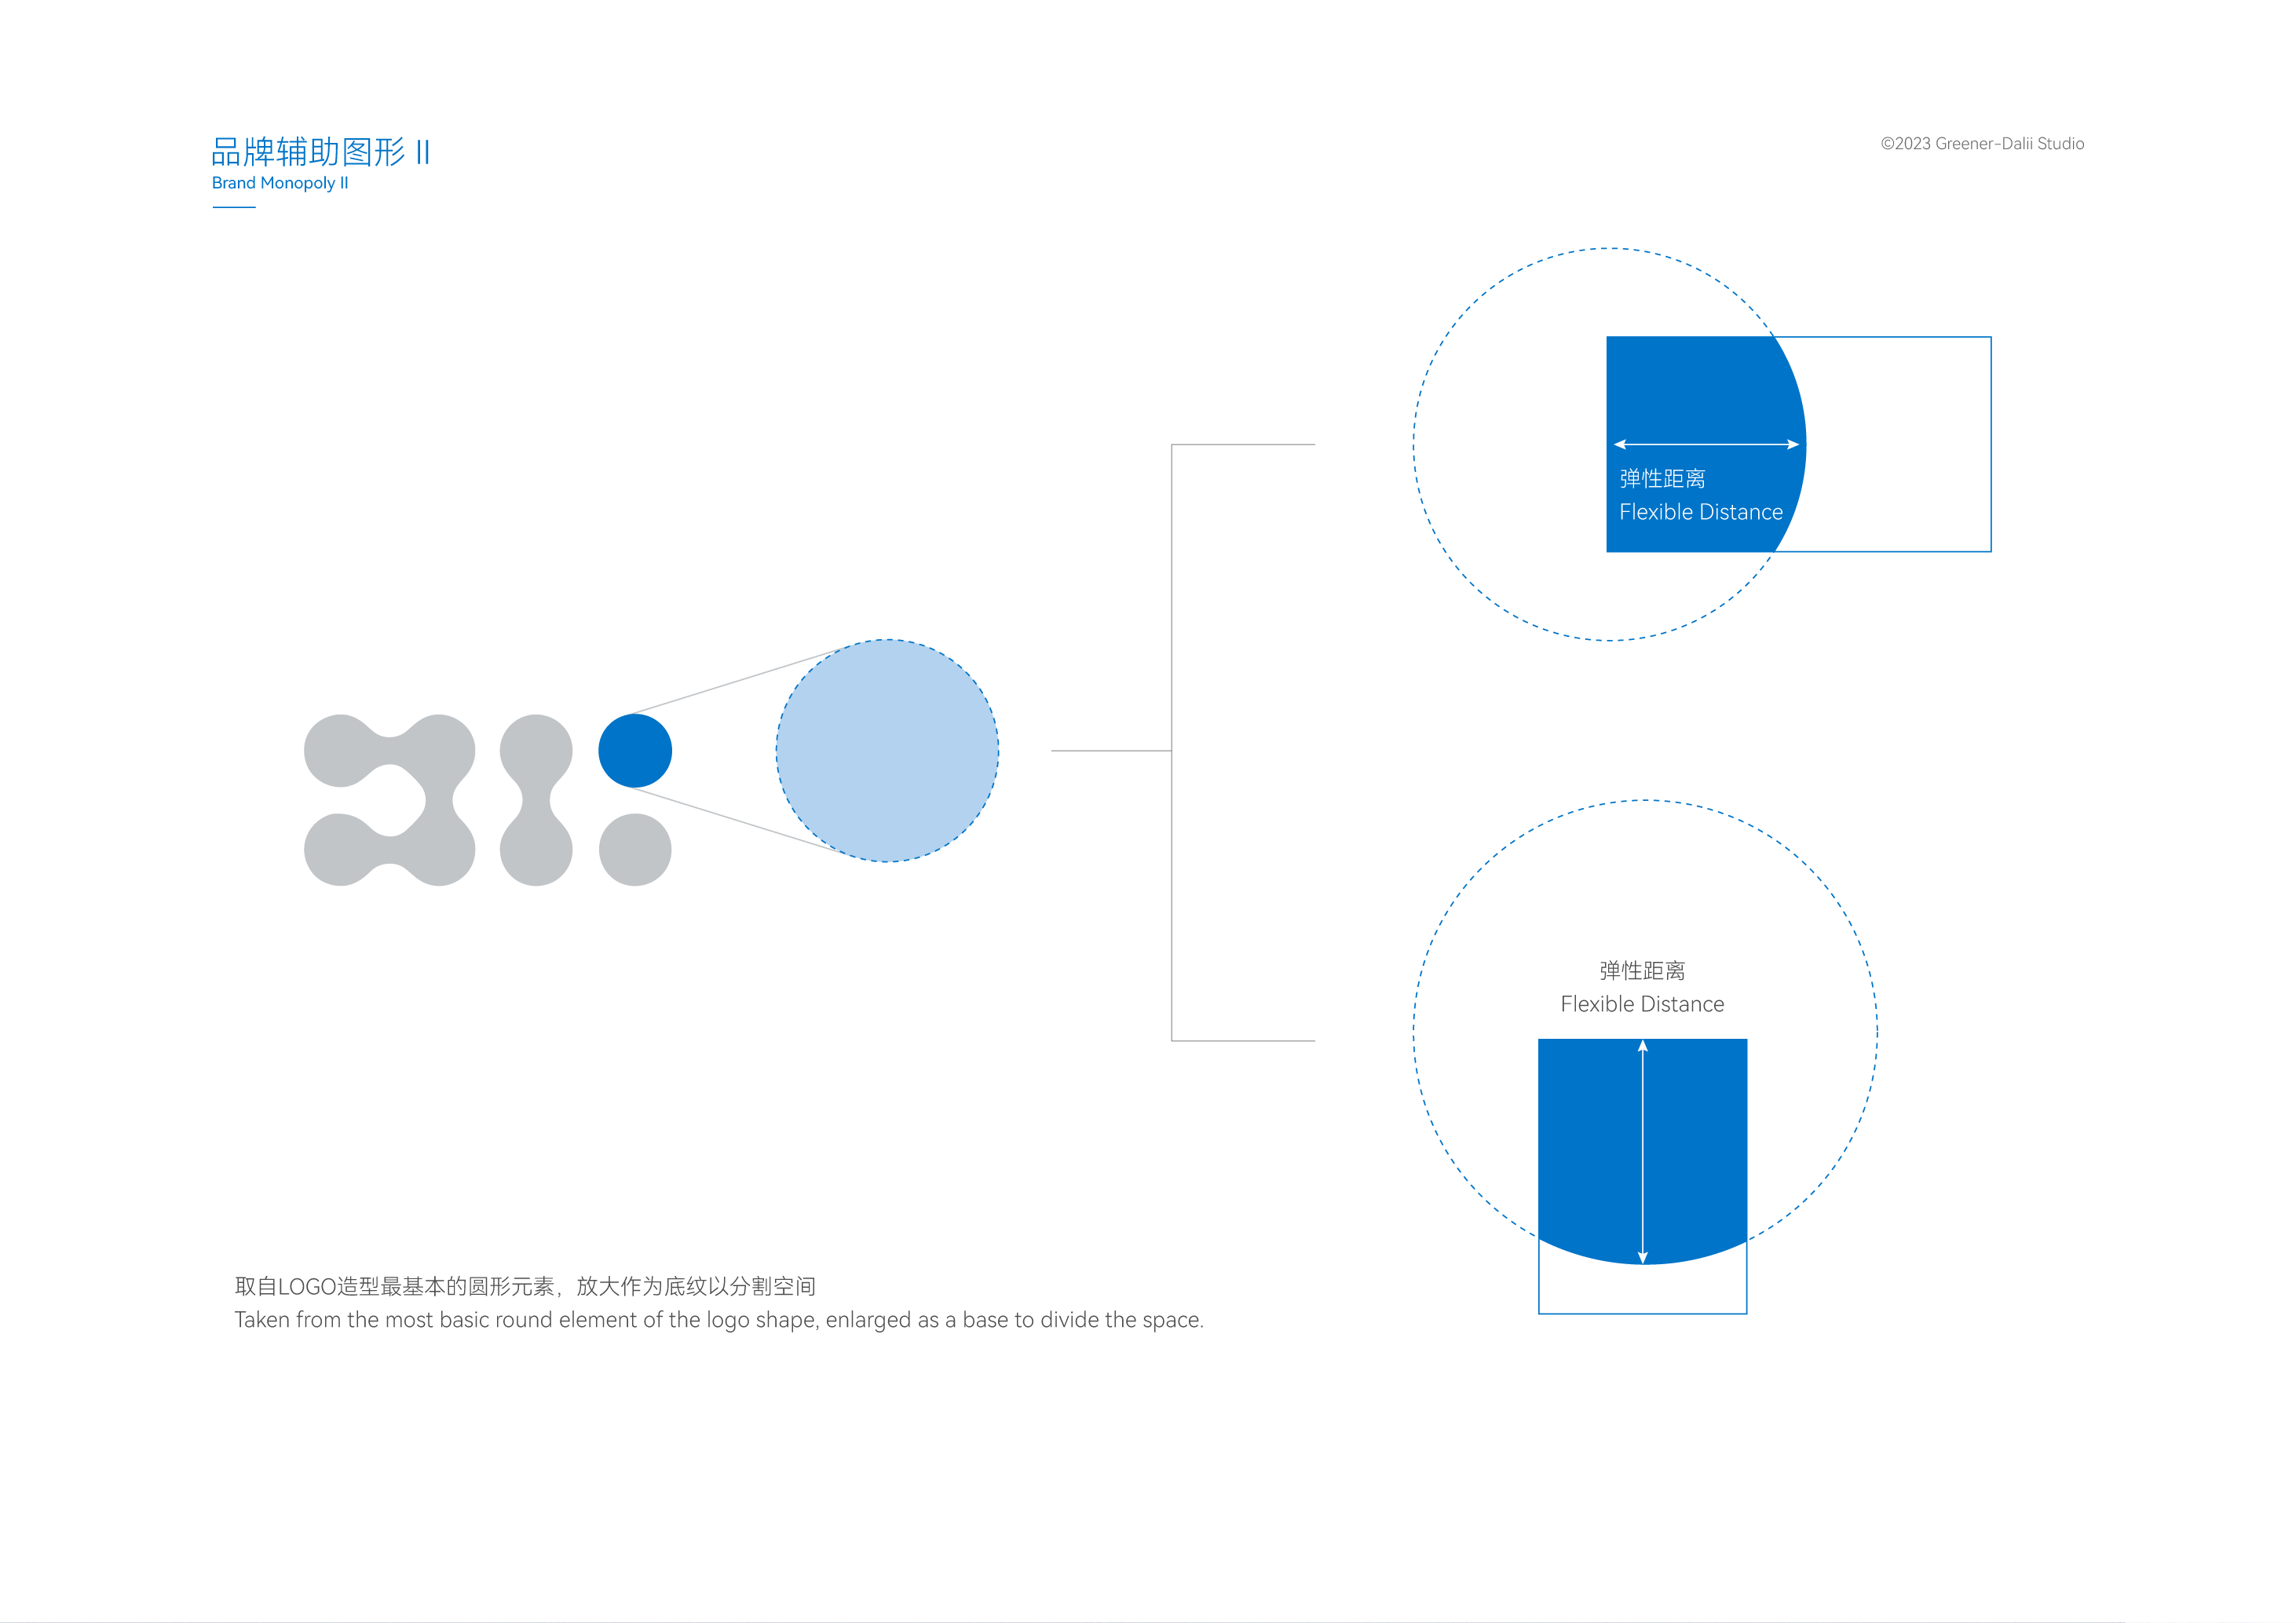 品牌辅助图形 II
Brand Monopoly II
©2023 Greener-Dalii Studio
弹性距离
Flexible Distance
弹性距离
Flexible Distance
取自LOGO造型最基本的圆形元素，放大作为底纹以分割空间
Taken from the most basic round element of the logo shape, enlarged as a base to divide the space.